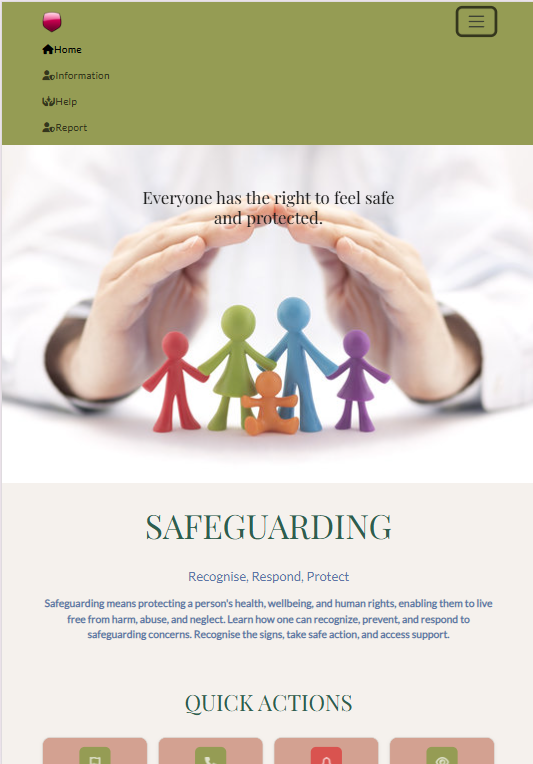 Home
Information
Help
Report
Everyone has the right to feel safe
and protected.
SAFEGUARDING
Recognise, Respond, Protect
Safeguarding means protecting a person's health, wellbeing, and human rights, enabling them to live
free from harm, abuse, and neglect. Learn how one can recognize, prevent, and respond to
safeguarding concerns. Recognise the signs, take safe action, and access support.
QUICK ACTIONS